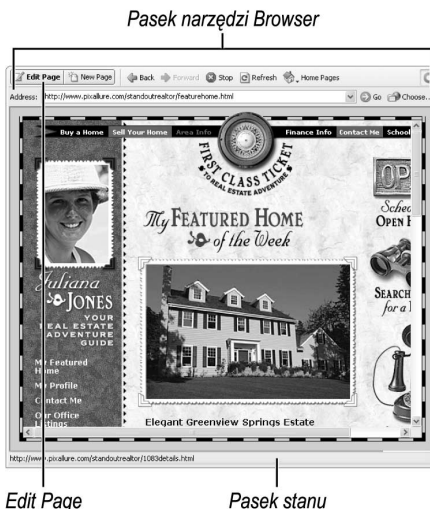 Pasek narzędzi Browser
Edit Page New Page Back Forward Stop Refresh Home Pages
Address: http://www.pixallure.com/standoutrealtor/featurehome.html Go Choose...
Buy a Home Sell Your Home Area Info Finance Info Contact Me School
FIRST CLASS TICKET
TO REAL ESTATE ADVENTURE
My FEATURED HOME
of the Week
OP
Sched
OPEN H
Juliana
JONES
YOUR
REAL ESTATE
ADVENTURE
GUIDE
SEARCH
for a
My Featured
Home
My Profile
Contact Me
Our Office
Listings
Elegant Greenview Springs Estate
http://www.pixallure.com/standoutrealtor/1083details.html
Edit Page
Pasek stanu